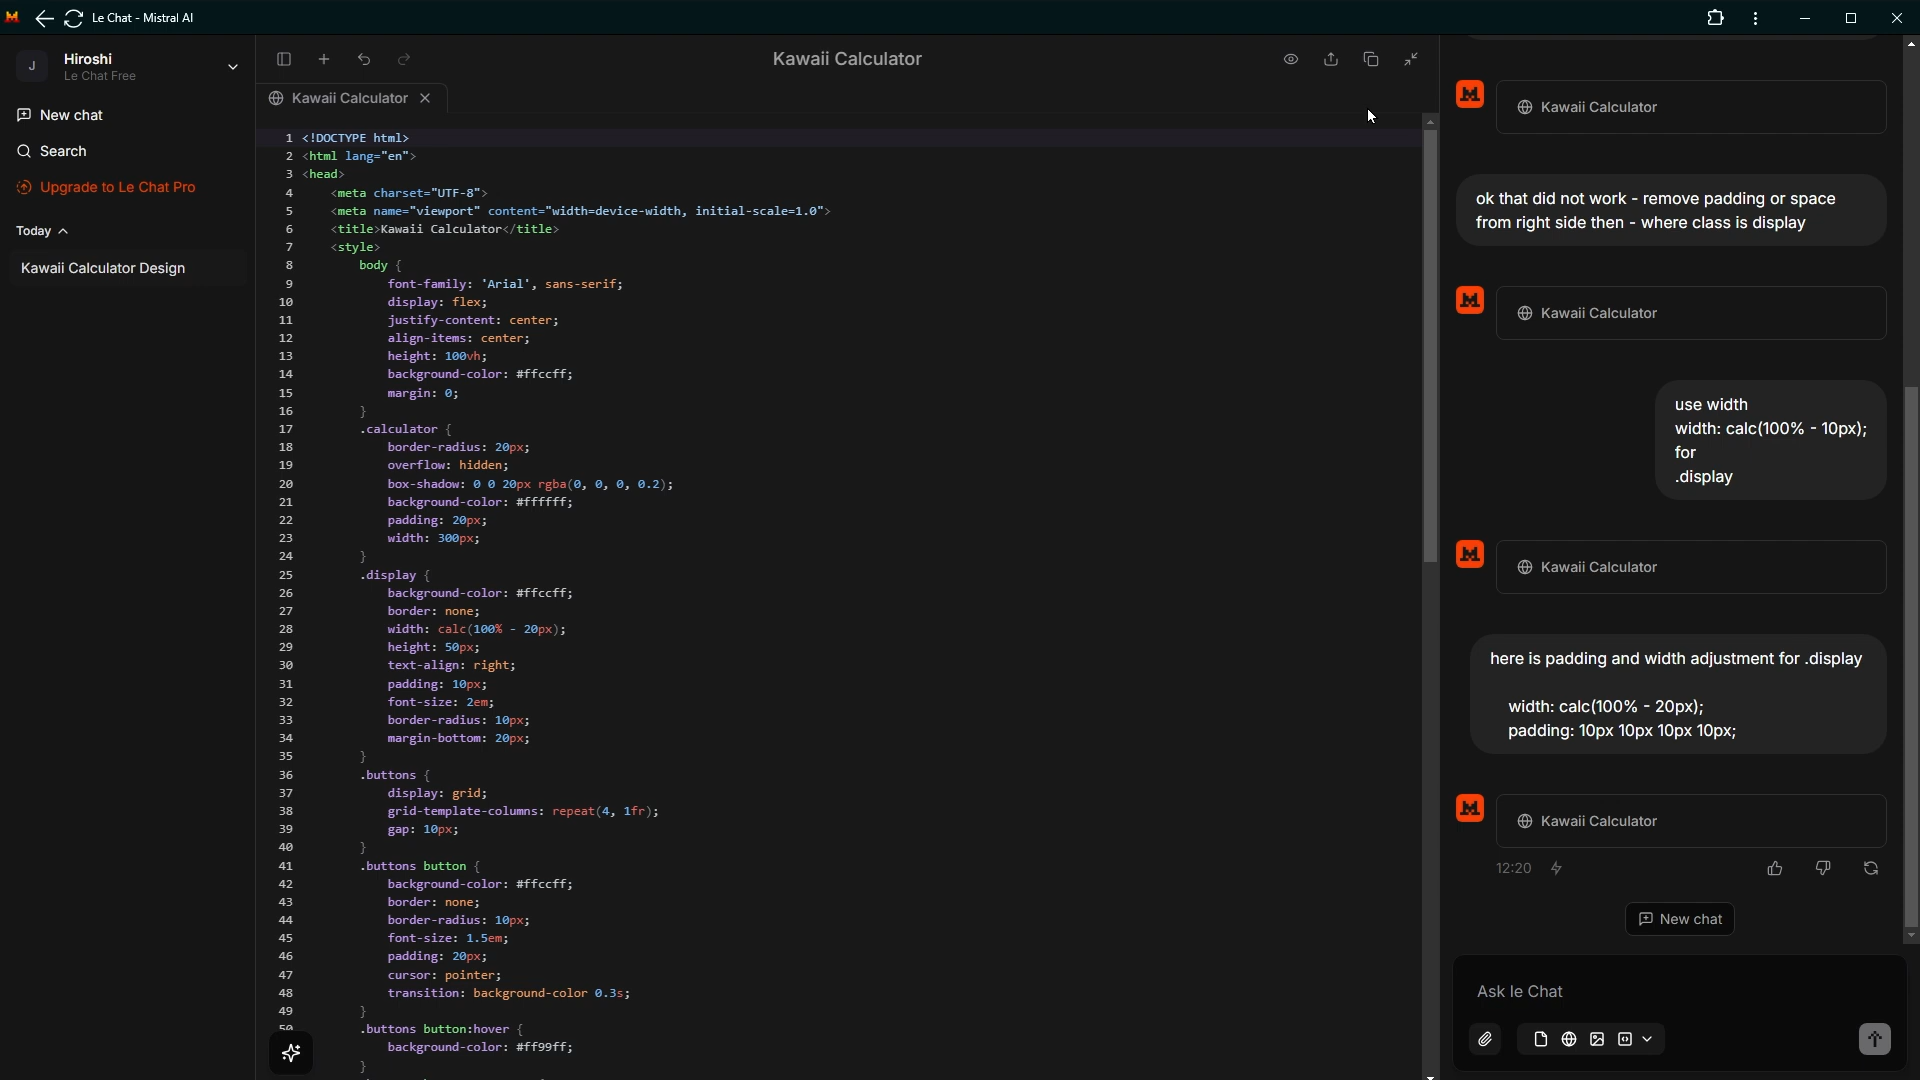 Le Chat - Mistral AI
J
Hiroshi
Le Chat Free
New chat
Search
Upgrade to Le Chat Pro
Today
Kawaii Calculator Design
Kawaii Calculator
Kawaii Calculator
1 <!DOCTYPE html>
2 <html lang="en">
3 <head>
4 <meta charset="UTF-8">
5 <meta name="viewport" content="width=device-width, initial-scale=1.0">
6 <title>Kawaii Calculator</title>
7 <style>
8 body {
9 font-family: 'Arial', sans-serif;
10 display: flex;
11 justify-content: center;
12 align-items: center;
13 height: 100vh;
14 background-color: #ffccff;
15 margin: 0;
16 }
17 .calculator {
18 border-radius: 20px;
19 overflow: hidden;
20 box-shadow: 0 0 20px rgba(0, 0, 0, 0.2);
21 background-color: #ffffff;
22 padding: 20px;
23 width: 300px;
24 }
25 .display {
26 background-color: #ffccff;
27 border: none;
28 width: calc(100% - 20px);
29 height: 50px;
30 text-align: right;
31 padding: 10px;
32 font-size: 2em;
33 border-radius: 10px;
34 margin-bottom: 20px;
35 }
36 .buttons {
37 display: grid;
38 grid-template-columns: repeat(4, 1fr);
39 gap: 10px;
40 }
41 .buttons button {
42 background-color: #ffccff;
43 border: none;
44 border-radius: 10px;
45 font-size: 1.5em;
46 padding: 20px;
47 cursor: pointer;
48 transition: background-color 0.3s;
49 }
50 .buttons button:hover {
background-color: #ff99ff;
}
Kawaii Calculator
ok that did not work - remove padding or space
from right side then - where class is display
Kawaii Calculator
use width
width: calc(100% - 10px);
for
.display
Kawaii Calculator
here is padding and width adjustment for .display
width: calc(100% - 20px);
padding: 10px 10px 10px 10px;
Kawaii Calculator
12:20
New chat
Ask le Chat